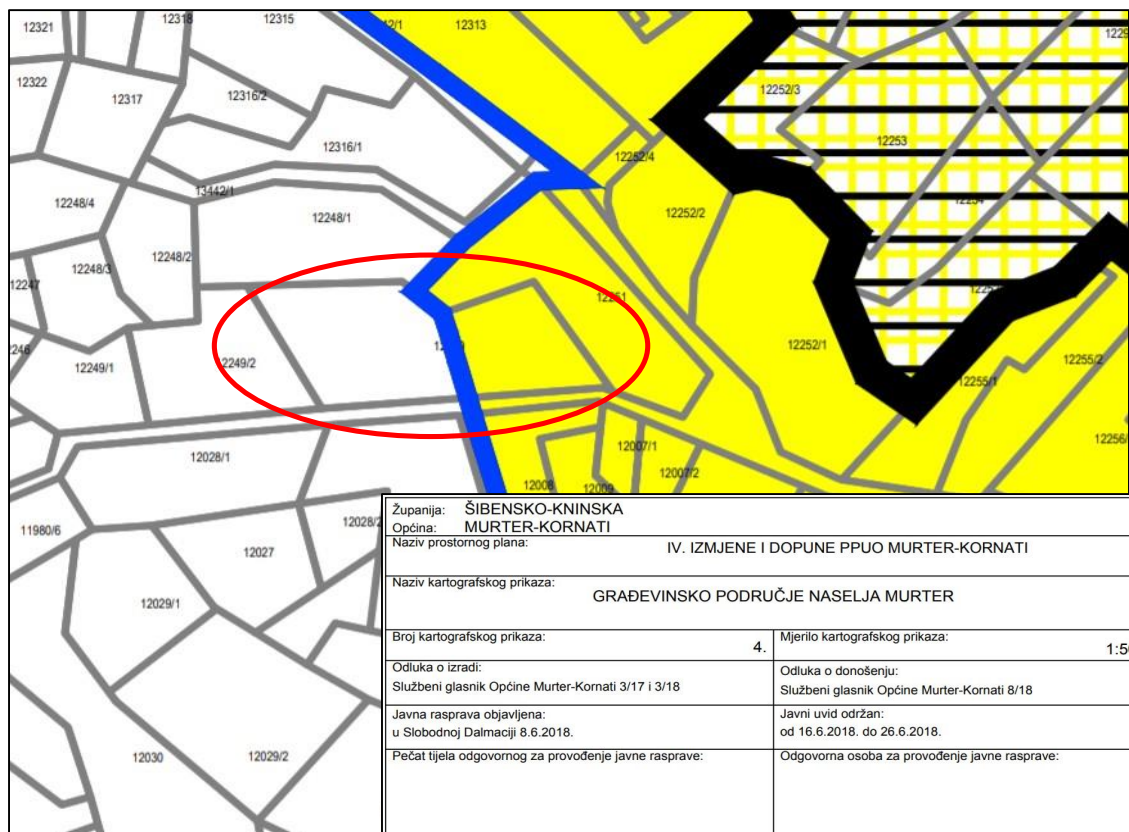 12321
12318
12315
12313
12322
12317
12316/2
12252/3
12253
12316/1
12252/4
13442/1
12248/4
12248/1
12252/2
12248/2
12248/3
12247
12251
12252/1
12249/1
12249/2
12255/2
12255/1
12028/1
12007/1
12007/2
12008
12009
11980/6
12027
12029/1
12030
12029/2
Županija: ŠIBENSKO-KNINSKA
Općina: MURTER-KORNATI
Naziv prostornog plana: IV. IZMJENE I DOPUNE PPUO MURTER-KORNATI
Naziv kartografskog prikaza:
GRAĐEVINSKO PODRUČJE NASELJA MURTER
Broj kartografskog prikaza: 4.
Mjerilo kartografskog prikaza:
Odluka o izradi:
Službeni glasnik Općine Murter-Kornati 3/17 i 3/18
Odluka o donošenju:
Službeni glasnik Općine Murter-Kornati 8/18
Javna rasprava objavljena:
u Slobodnoj Dalmaciji 8.6.2018.
Javni uvid održan:
od 16.6.2018. do 26.6.2018.
Pečat tijela odgovornog za provođenje javne rasprave:
Odgovorna osoba za provođenje javne rasprave: